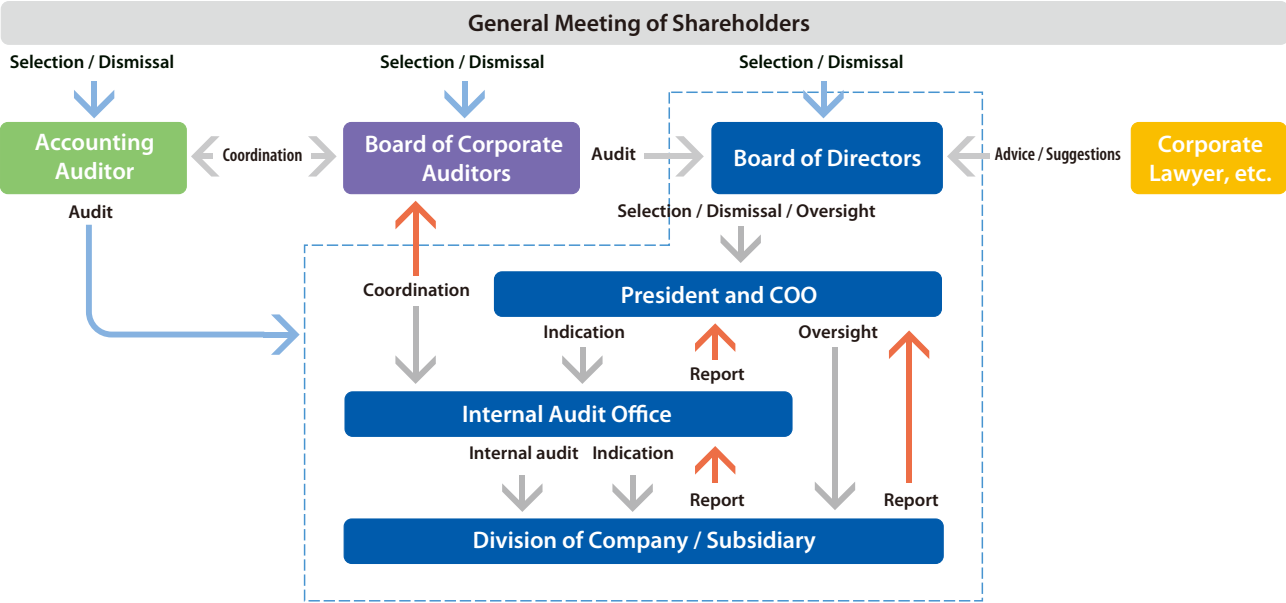 General Meeting of Shareholders
Selection / Dismissal
Selection / Dismissal
Selection / Dismissal
Accounting
Auditor
Coordination
Board of Corporate
Auditors
Audit
Board of Directors
Advice / Suggestions
Corporate
Lawyer, etc.
Audit
Selection / Dismissal / Oversight
Coordination
President and COO
Indication
Oversight
Report
Internal Audit Office
Internal audit
Indication
Report
Report
Division of Company / Subsidiary